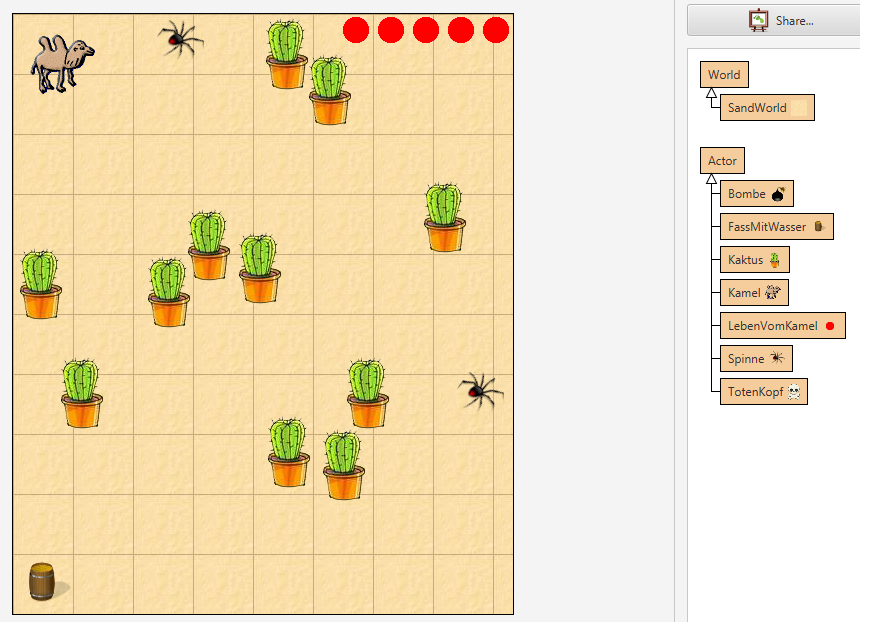 Share...
World
SandWorld
Actor
Bombe
FassMitWasser
Kaktus
Kamel
LebenVomKamel
Spinne
TotenKopf